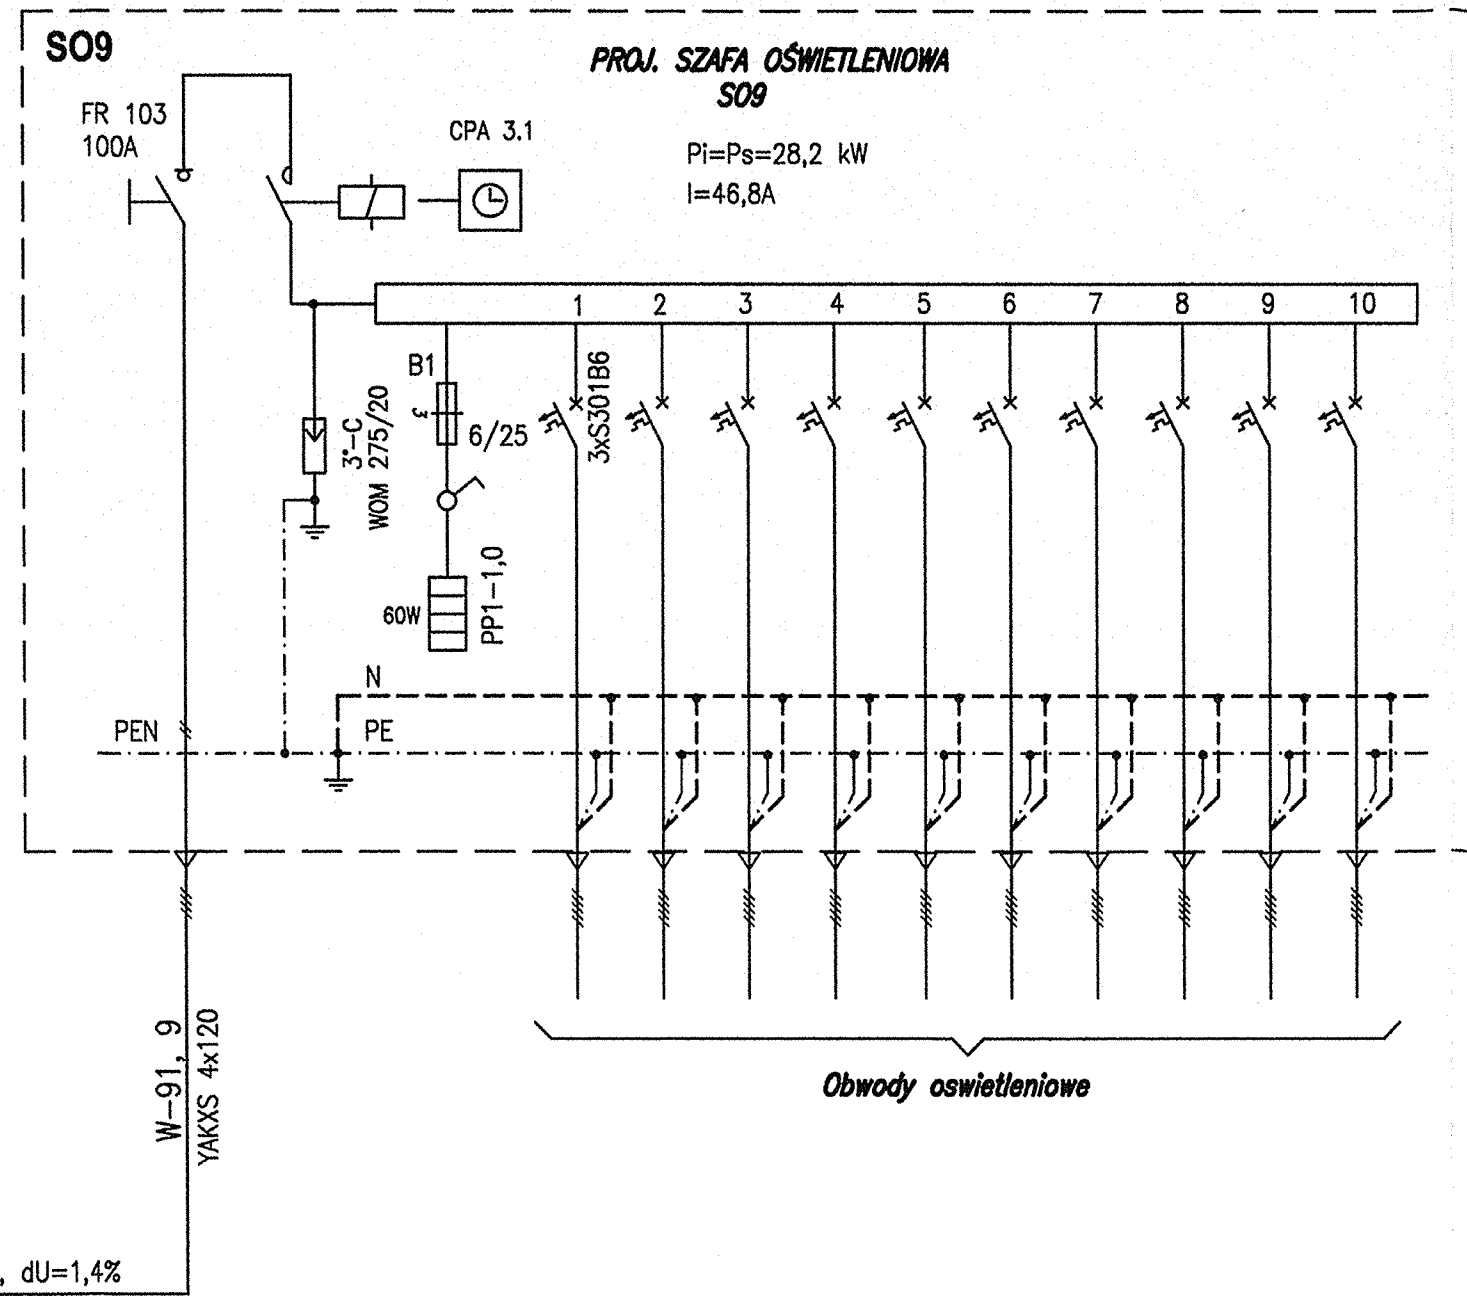 SO9
PROJ. SZAFA OŚWIETLENIOWA
SO9
FR 103
100A
CPA 3.1
Pi=Ps=28,2 kW
I=46,8A
1 2 3 4 5 6 7 8 9 10
B1
3
6/25
3xS301B6
3*-C
WOM 275/20
60W
PP1-1,0
N
PEN
PE
W-91, 9
YAKXS 4x120
Obwody oswietleniowe
, dU=1,4%